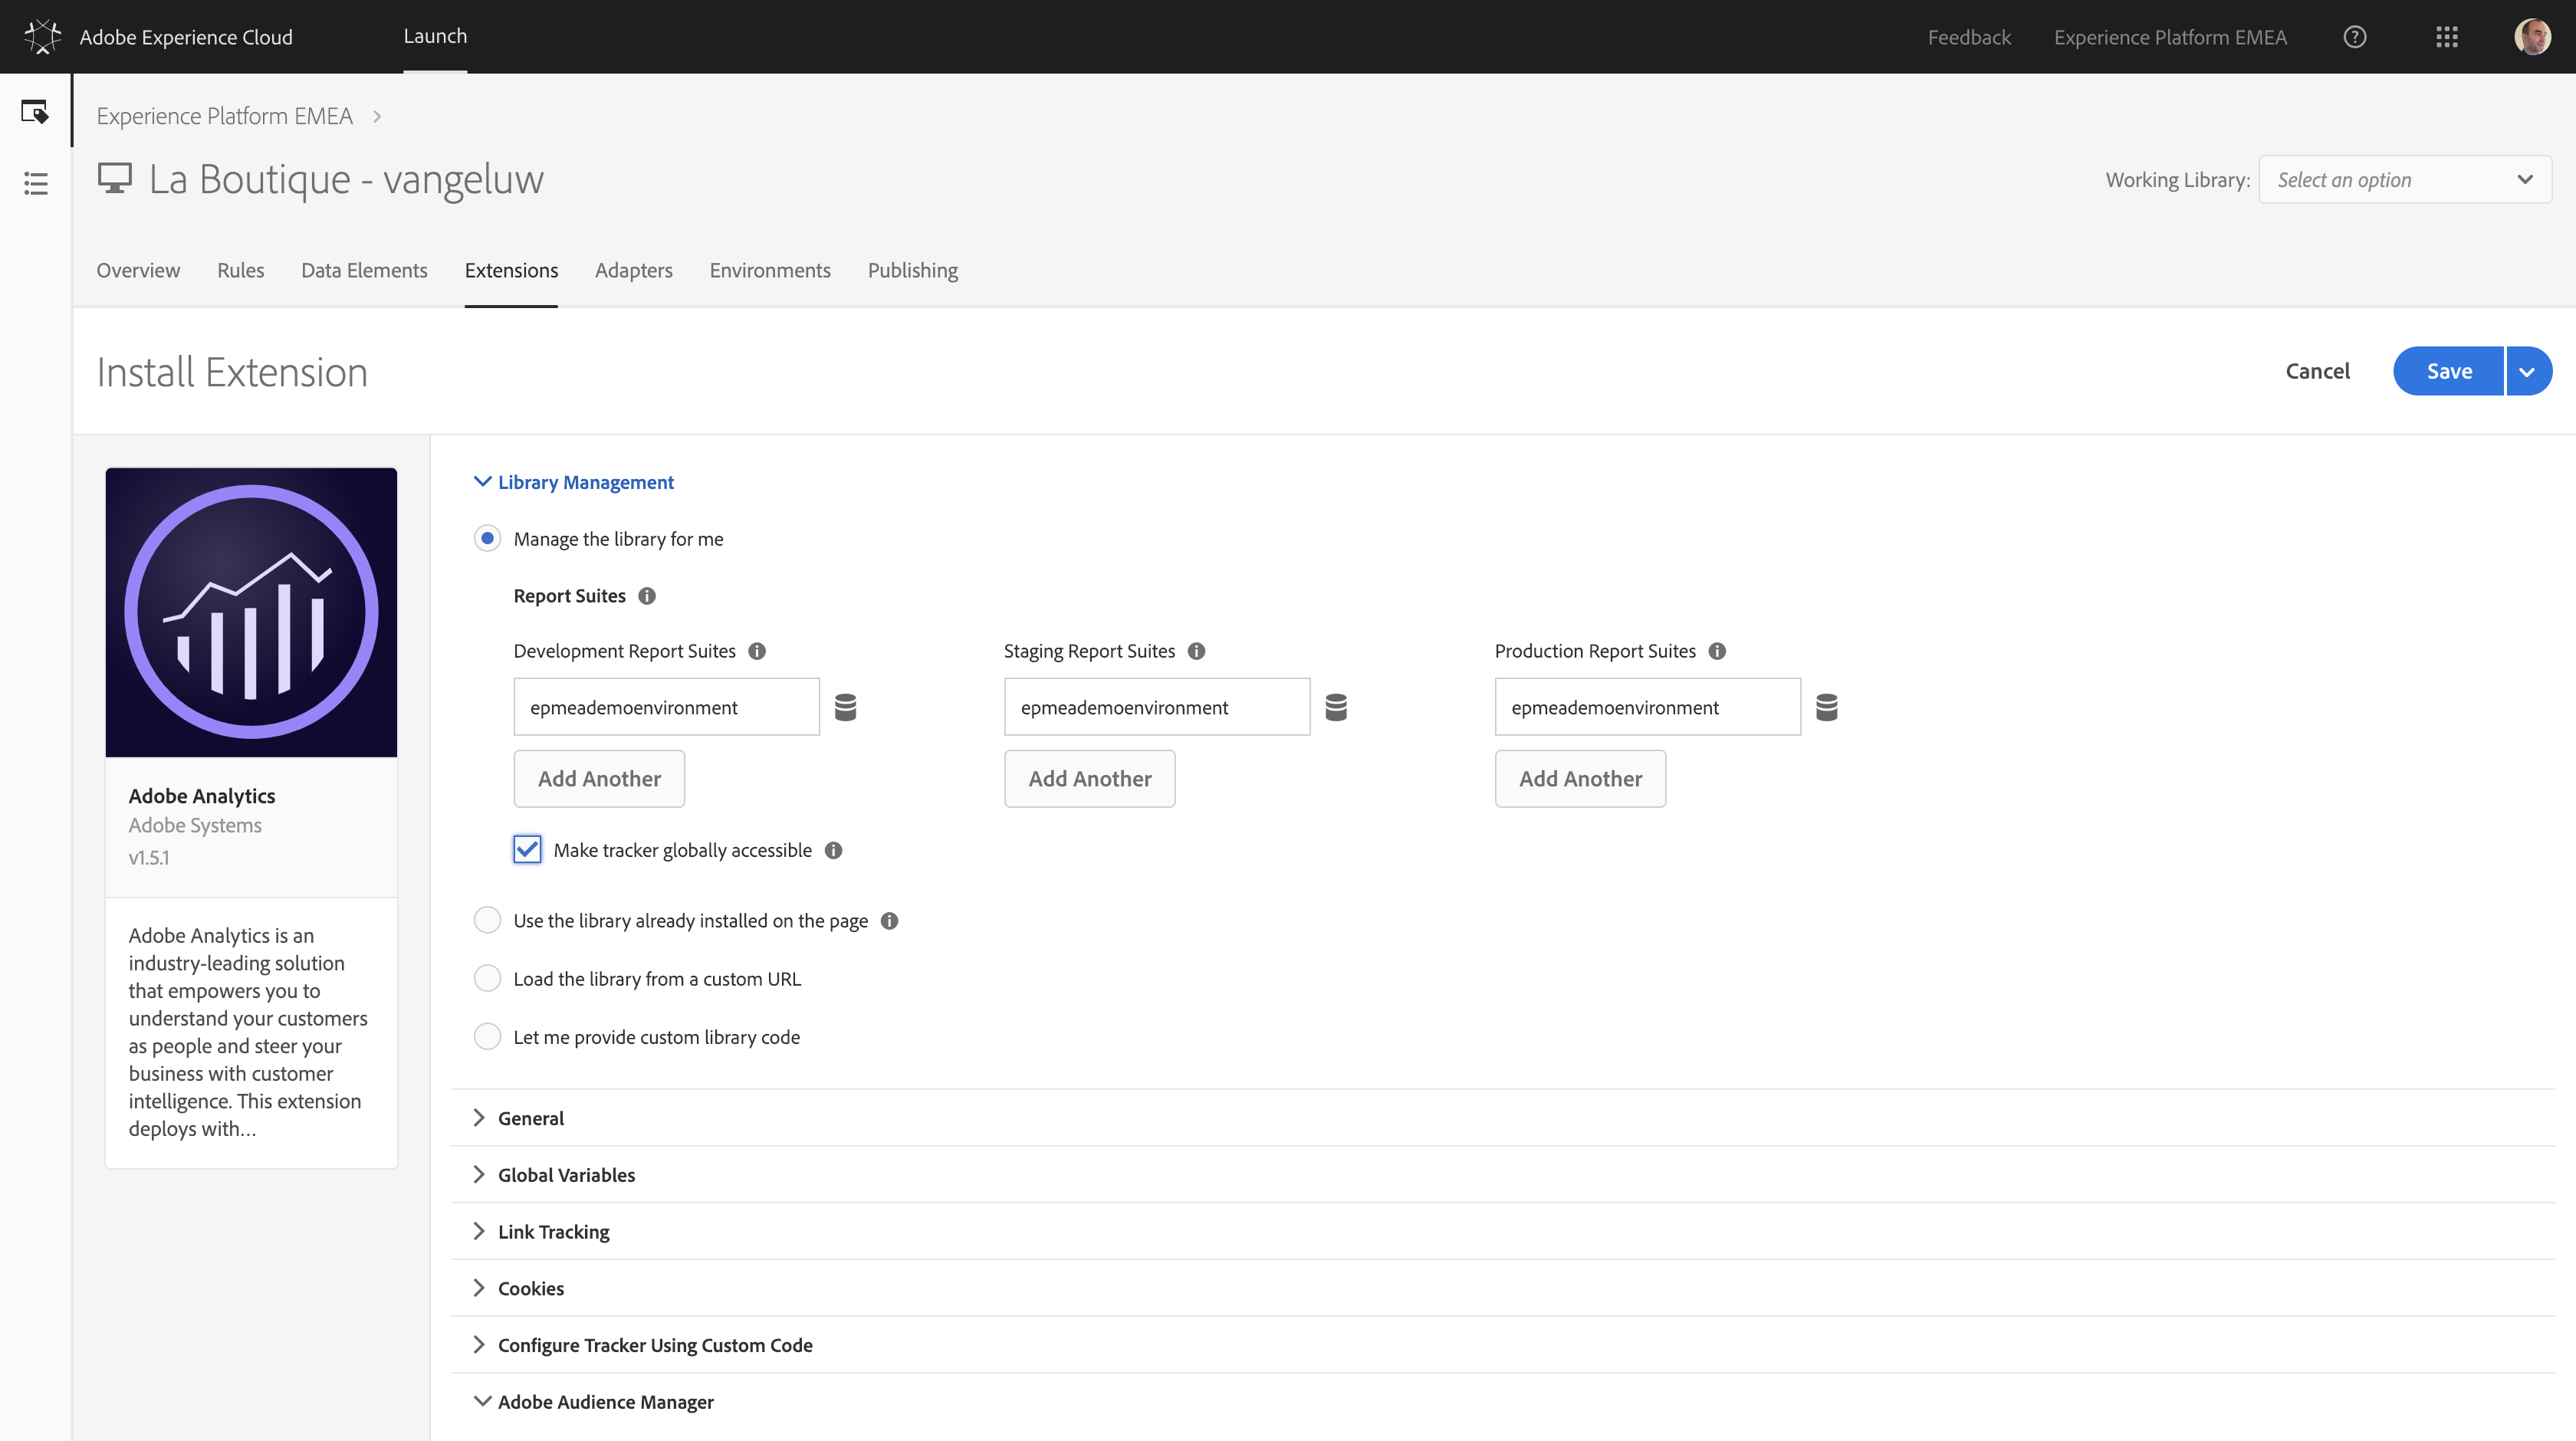 Adobe Experience Cloud
Launch
Feedback
Experience Platform EMEA
Experience Platform EMEA
La Boutique - vangeluw
Working Library:
Select an option
Overview
Rules
Data Elements
Extensions
Adapters
Environments
Publishing
Install Extension
Cancel
Save
Adobe Analytics
Adobe Systems
v1.5.1
Adobe Analytics is an
industry-leading solution
that empowers you to
understand your customers
as people and steer your
business with customer
intelligence. This extension
deploys with...
Library Management
Manage the library for me
Report Suites
Development Report Suites
Staging Report Suites
Production Report Suites
epmeademoenvironment
epmeademoenvironment
epmeademoenvironment
Add Another
Add Another
Add Another
Make tracker globally accessible
Use the library already installed on the page
Load the library from a custom URL
Let me provide custom library code
General
Global Variables
Link Tracking
Cookies
Configure Tracker Using Custom Code
Adobe Audience Manager